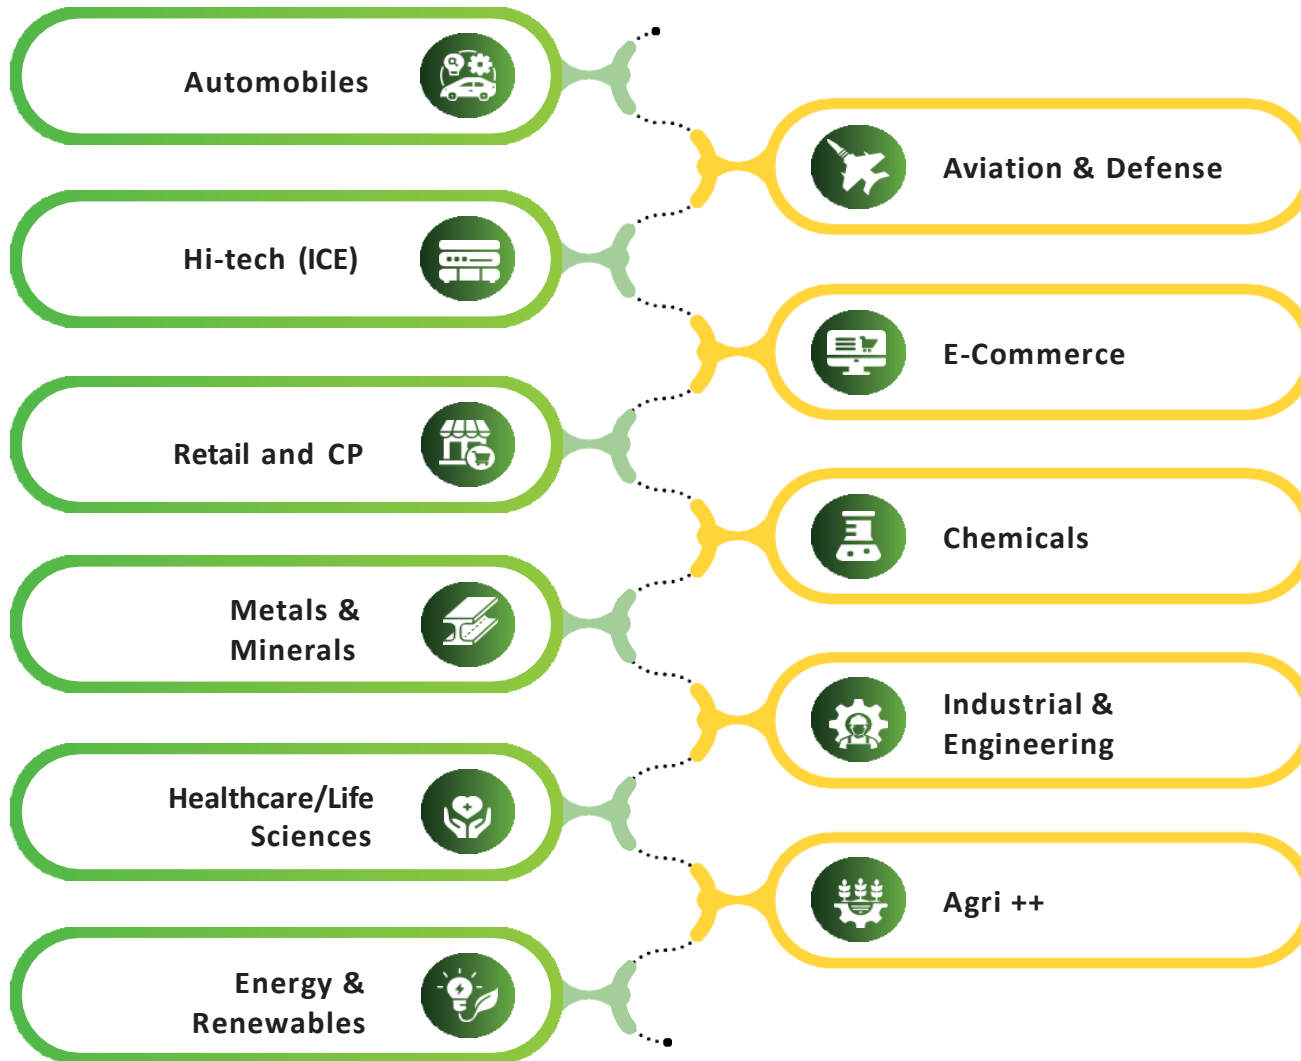 Automobiles
Aviation & Defense
Hi-tech (ICE)
E-Commerce
Retail and CP
Chemicals
Metals &
Minerals
Industrial &
Engineering
Healthcare/Life
Sciences
Agri ++
Energy &
Renewables